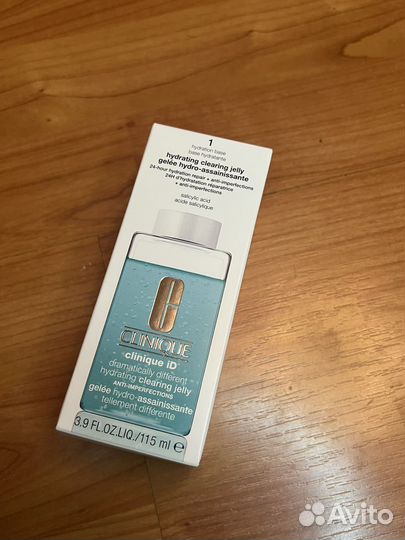 1
hydration base
base hydratante
hydrating clearing jelly
gelée hydro-assainissante
24-hour hydration repair + anti-imperfections
24H d'hydratation réparatrice
+ anti-imperfections
salicylic acid
acide salicylique
CLINIQUE
clinique iD
dramatically different
hydrating clearing jelly
ANTI-IMPERFECTIONS
gelée hydro-assainissante
tellement différente
3.9 FL.OZ.LIQ./115 ml e
Avito